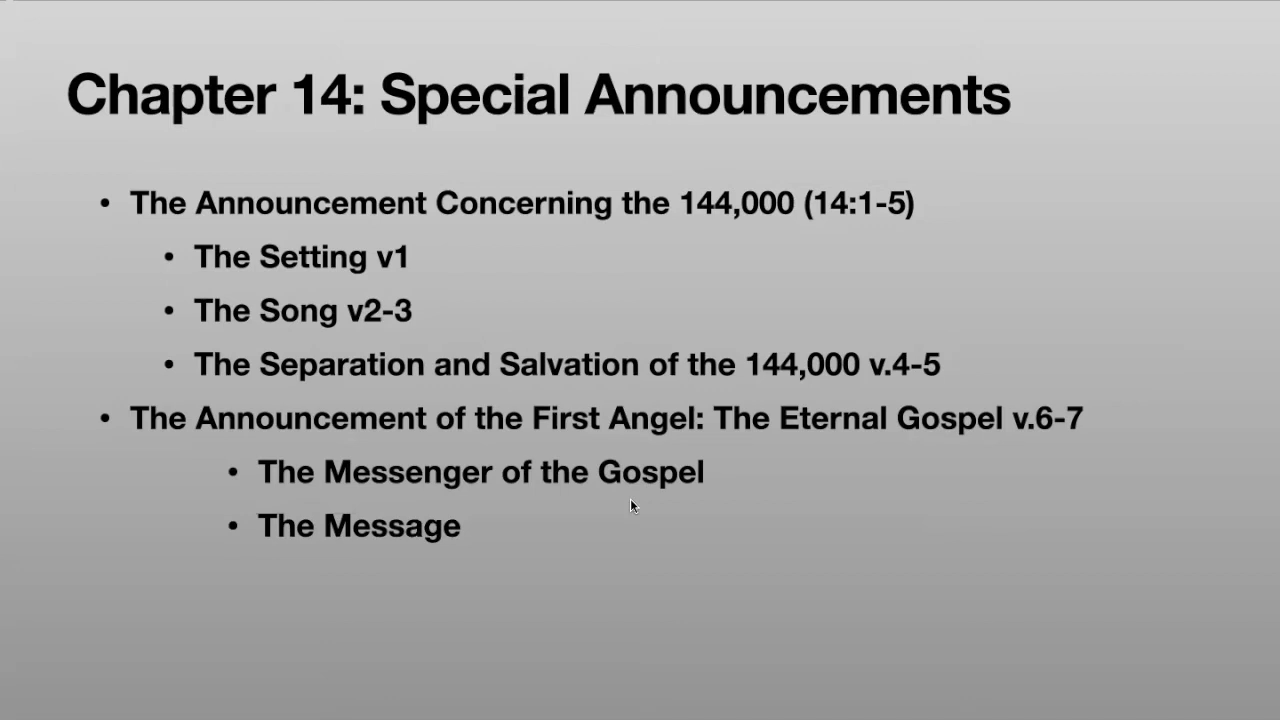 Chapter 14: Special Announcements
• The Announcement Concerning the 144,000 (14:1-5)
• The Setting v1
• The Song v2-3
• The Separation and Salvation of the 144,000 v.4-5
• The Announcement of the First Angel: The Eternal Gospel v.6-7
• The Messenger of the Gospel
• The Message